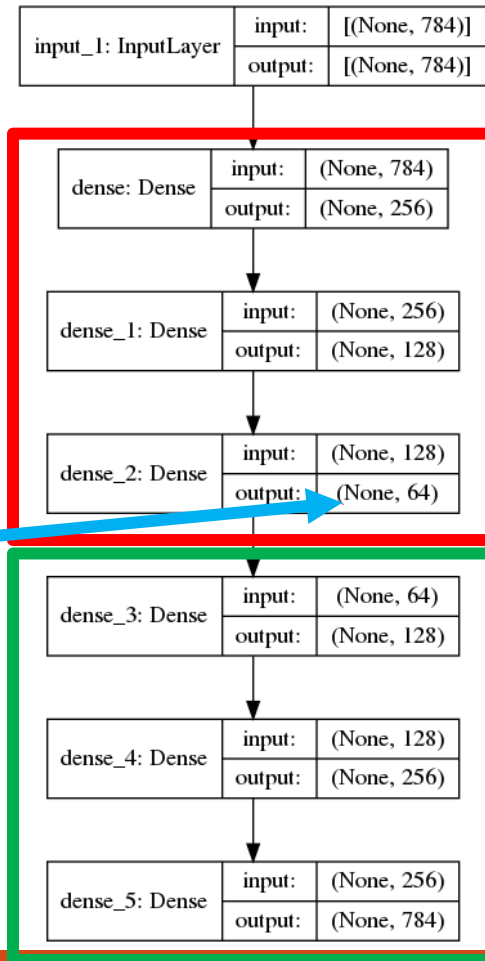 input_1: InputLayer input: [(None, 784)]
output: [(None, 784)]
dense: Dense input: (None, 784)
output: (None, 256)
dense_1: Dense input: (None, 256)
output: (None, 128)
dense_2: Dense input: (None, 128)
output: (None, 64)
dense_3: Dense input: (None, 64)
output: (None, 128)
dense_4: Dense input: (None, 128)
output: (None, 256)
dense_5: Dense input: (None, 256)
output: (None, 784)